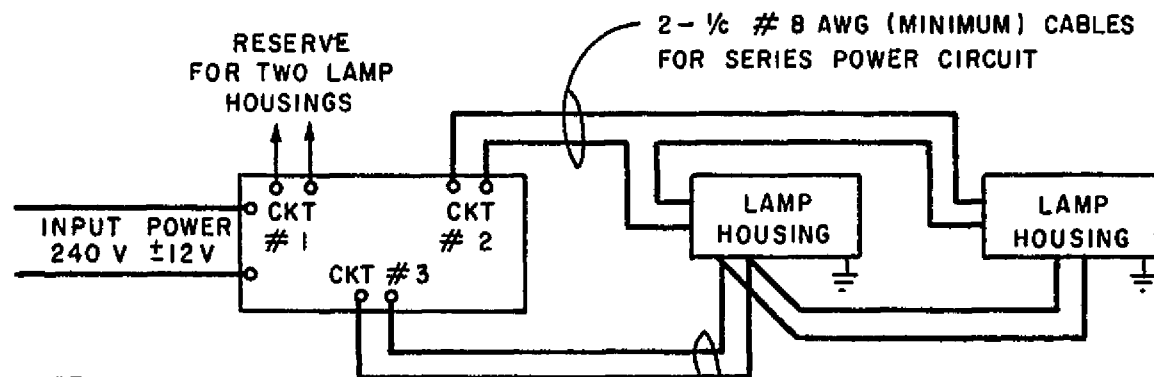 RESERVE
FOR TWO LAMP
HOUSINGS
2-1/c # 8 AWG (MINIMUM) CABLES
FOR SERIES POWER CIRCUIT
INPUT POWER
240 V ±12V
CKT
# 1
CKT
# 2
CKT # 3
LAMP
HOUSING
LAMP
HOUSING